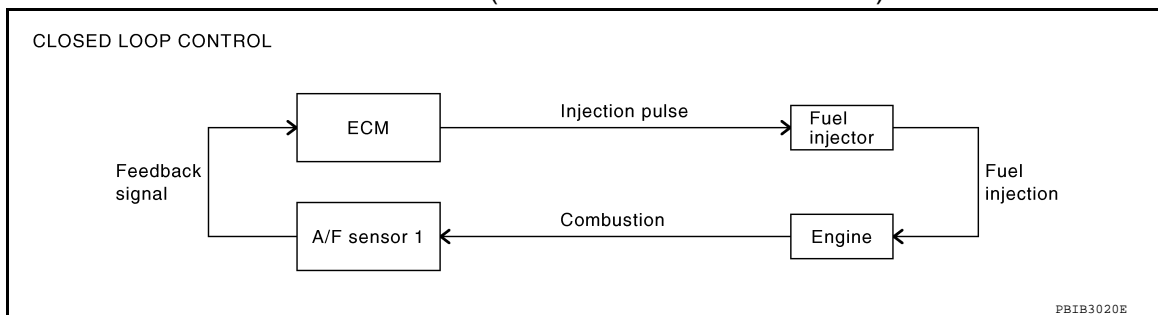 CLOSED LOOP CONTROL
ECM
Injection pulse
Fuel
injector
Feedback
signal
Fuel
injection
A/F sensor 1
Combustion
Engine
PBIB3020E